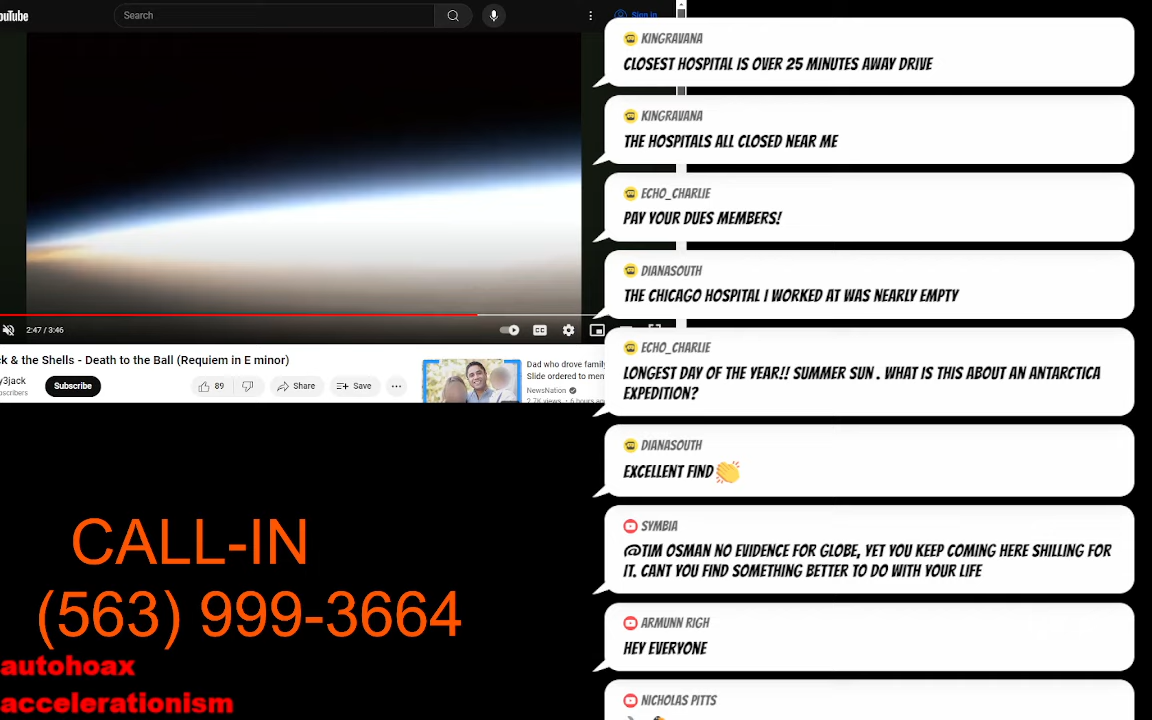 ouTube
Search
Sign in
2:47 / 3:46
CC
ck & the Shells - Death to the Ball (Requiem in E minor)
y3jack
scribers
Subscribe
89
Share
Save
Dad who drove family
Slide ordered to men
NewsNation
KINGRAVANA
CLOSEST HOSPITAL IS OVER 25 MINUTES AWAY DRIVE
KINGRAVANA
THE HOSPITALS ALL CLOSED NEAR ME
ECHO_CHARLIE
PAY YOUR DUES MEMBERS!
DIANASOUTH
THE CHICAGO HOSPITAL I WORKED AT WAS NEARLY EMPTY
ECHO_CHARLIE
LONGEST DAY OF THE YEAR!! SUMMER SUN . WHAT IS THIS ABOUT AN ANTARCTICA
EXPEDITION?
DIANASOUTH
EXCELLENT FIND
SYMBIA
@TIM OSMAN NO EVIDENCE FOR GLOBE, YET YOU KEEP COMING HERE SHILLING FOR
IT. CANT YOU FIND SOMETHING BETTER TO DO WITH YOUR LIFE
ARMUNN RIGH
HEY EVERYONE
NICHOLAS PITTS
CALL-IN
(563) 999-3664
autohoax
accelerationism